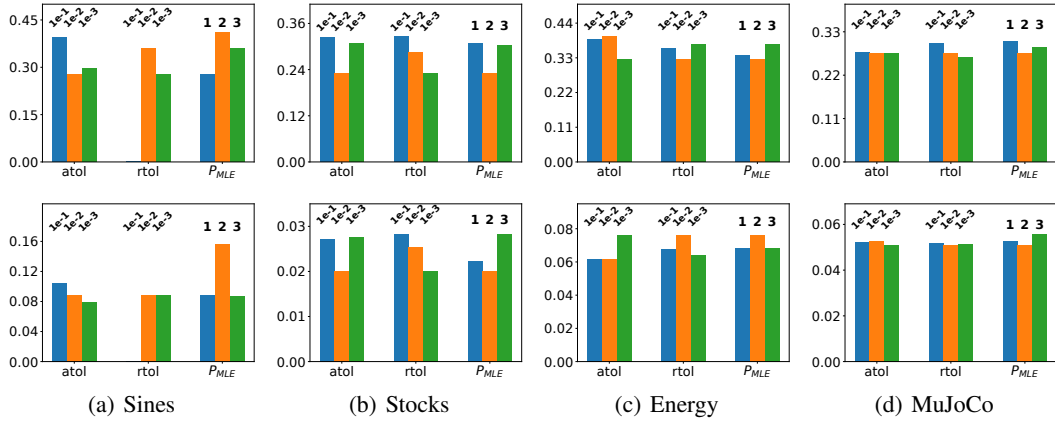 0.45
0.30
0.15
0.00
1e-1
1e-2
1e-3
1e-1
1e-2
1e-3
1 2 3
atol rtol P_MLE
0.36
0.24
0.12
0.00
1e-1
1e-2
1e-3
1e-1
1e-2
1e-3
1 2 3
atol rtol P_MLE
0.44
0.33
0.22
0.11
0.00
1e-1
1e-2
1e-3
1e-1
1e-2
1e-3
1 2 3
atol rtol P_MLE
0.33
0.22
0.11
0.00
1e-1
1e-2
1e-3
1e-1
1e-2
1e-3
1 2 3
atol rtol P_MLE
0.16
0.12
0.08
0.04
0.00
1e-1
1e-2
1e-3
1e-1
1e-2
1e-3
1 2 3
atol rtol P_MLE
0.03
0.02
0.01
0.00
1e-1
1e-2
1e-3
1e-1
1e-2
1e-3
1 2 3
atol rtol P_MLE
0.08
0.06
0.04
0.02
0.00
1e-1
1e-2
1e-3
1e-1
1e-2
1e-3
1 2 3
atol rtol P_MLE
0.06
0.04
0.02
0.00
1e-1
1e-2
1e-3
1e-1
1e-2
1e-3
1 2 3
atol rtol P_MLE
(a) Sines
(b) Stocks
(c) Energy
(d) MuJoCo